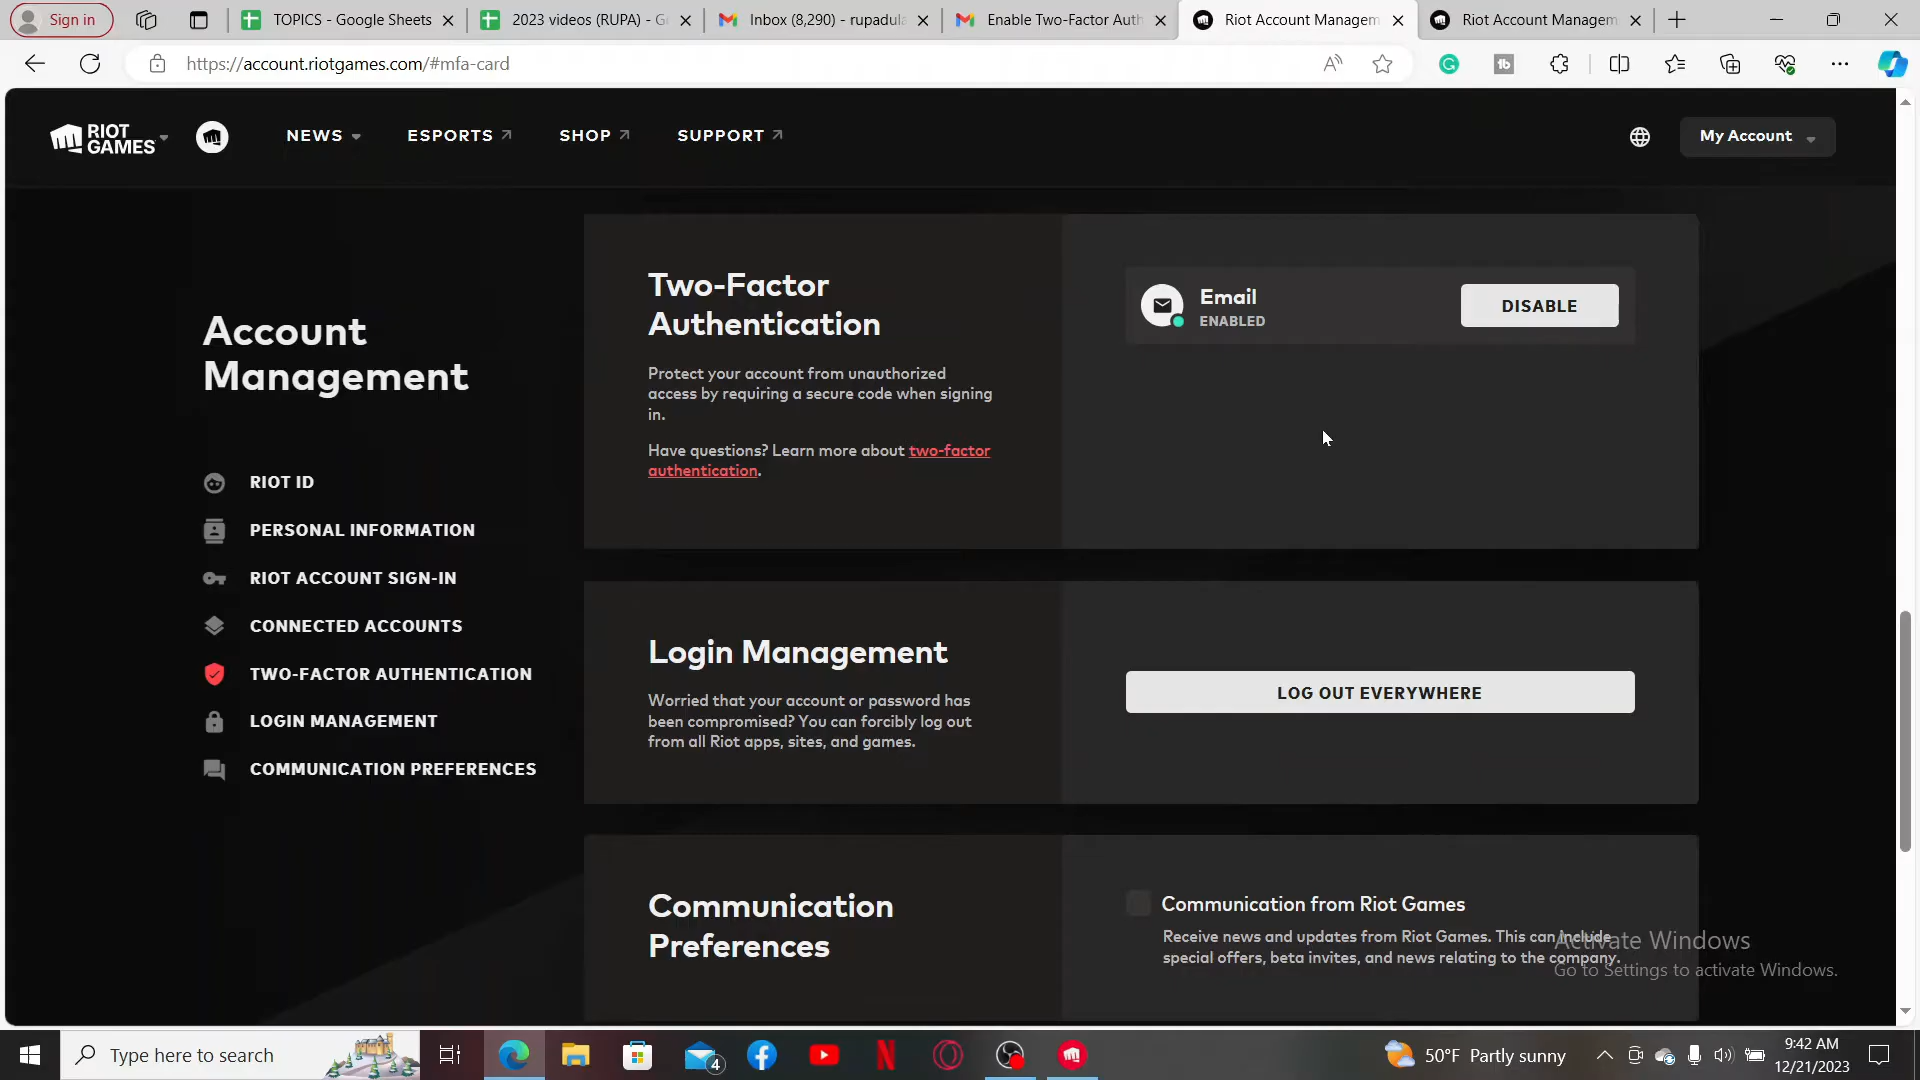 Sign in
TOPICS - Google Sheets
2023 videos (RUPA) - G
Inbox (8,290) - rupadula
Enable Two-Factor Auth
Riot Account Managem
Riot Account Managem
https://account.riotgames.com/#mfa-card
RIOT GAMES
NEWS
ESPORTS
SHOP
SUPPORT
My Account
Account
Management
RIOT ID
PERSONAL INFORMATION
RIOT ACCOUNT SIGN-IN
CONNECTED ACCOUNTS
TWO-FACTOR AUTHENTICATION
LOGIN MANAGEMENT
COMMUNICATION PREFERENCES
Two-Factor
Authentication
Protect your account from unauthorized
access by requiring a secure code when signing
in.
Have questions? Learn more about two-factor
authentication.
Email
ENABLED
DISABLE
Login Management
Worried that your account or password has
been compromised? You can forcibly log out
from all Riot apps, sites, and games.
LOG OUT EVERYWHERE
Communication
Preferences
Communication from Riot Games
Receive news and updates from Riot Games. This can include
special offers, beta invites, and news relating to the company.
Activate Windows
Go to Settings to activate Windows.
Type here to search
4
50°F Partly sunny
9:42 AM
12/21/2023